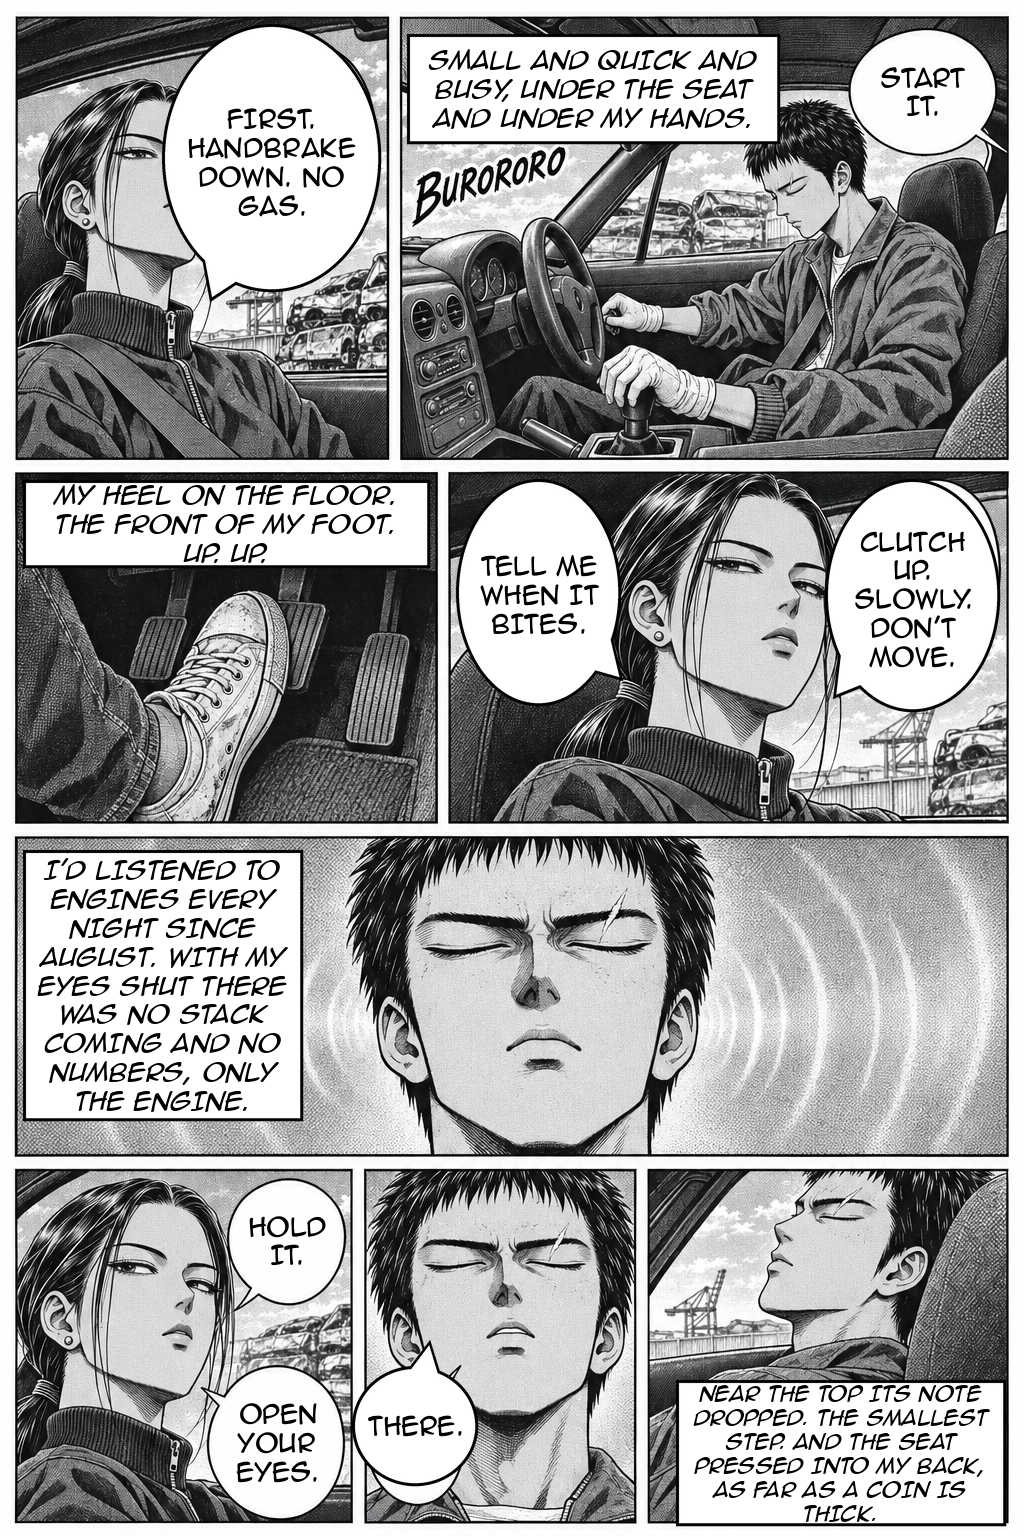 START
IT.
SMALL AND QUICK AND
BUSY, UNDER THE SEAT
AND UNDER MY HANDS.
BURORORO
FIRST.
HANDBRAKE
DOWN. NO
GAS.
CLUTCH
UP.
SLOWLY.
DON'T
MOVE.
TELL ME
WHEN IT
BITES.
MY HEEL ON THE FLOOR.
THE FRONT OF MY FOOT.
UP. UP.
I'D LISTENED TO
ENGINES EVERY
NIGHT SINCE
AUGUST. WITH MY
EYES SHUT THERE
WAS NO STACK
COMING AND NO
NUMBERS, ONLY
THE ENGINE.
NEAR THE TOP ITS NOTE
DROPPED. THE SMALLEST
STEP. AND THE SEAT
PRESSED INTO MY BACK,
AS FAR AS A COIN IS
THICK.
THERE.
HOLD
IT.
OPEN
YOUR
EYES.